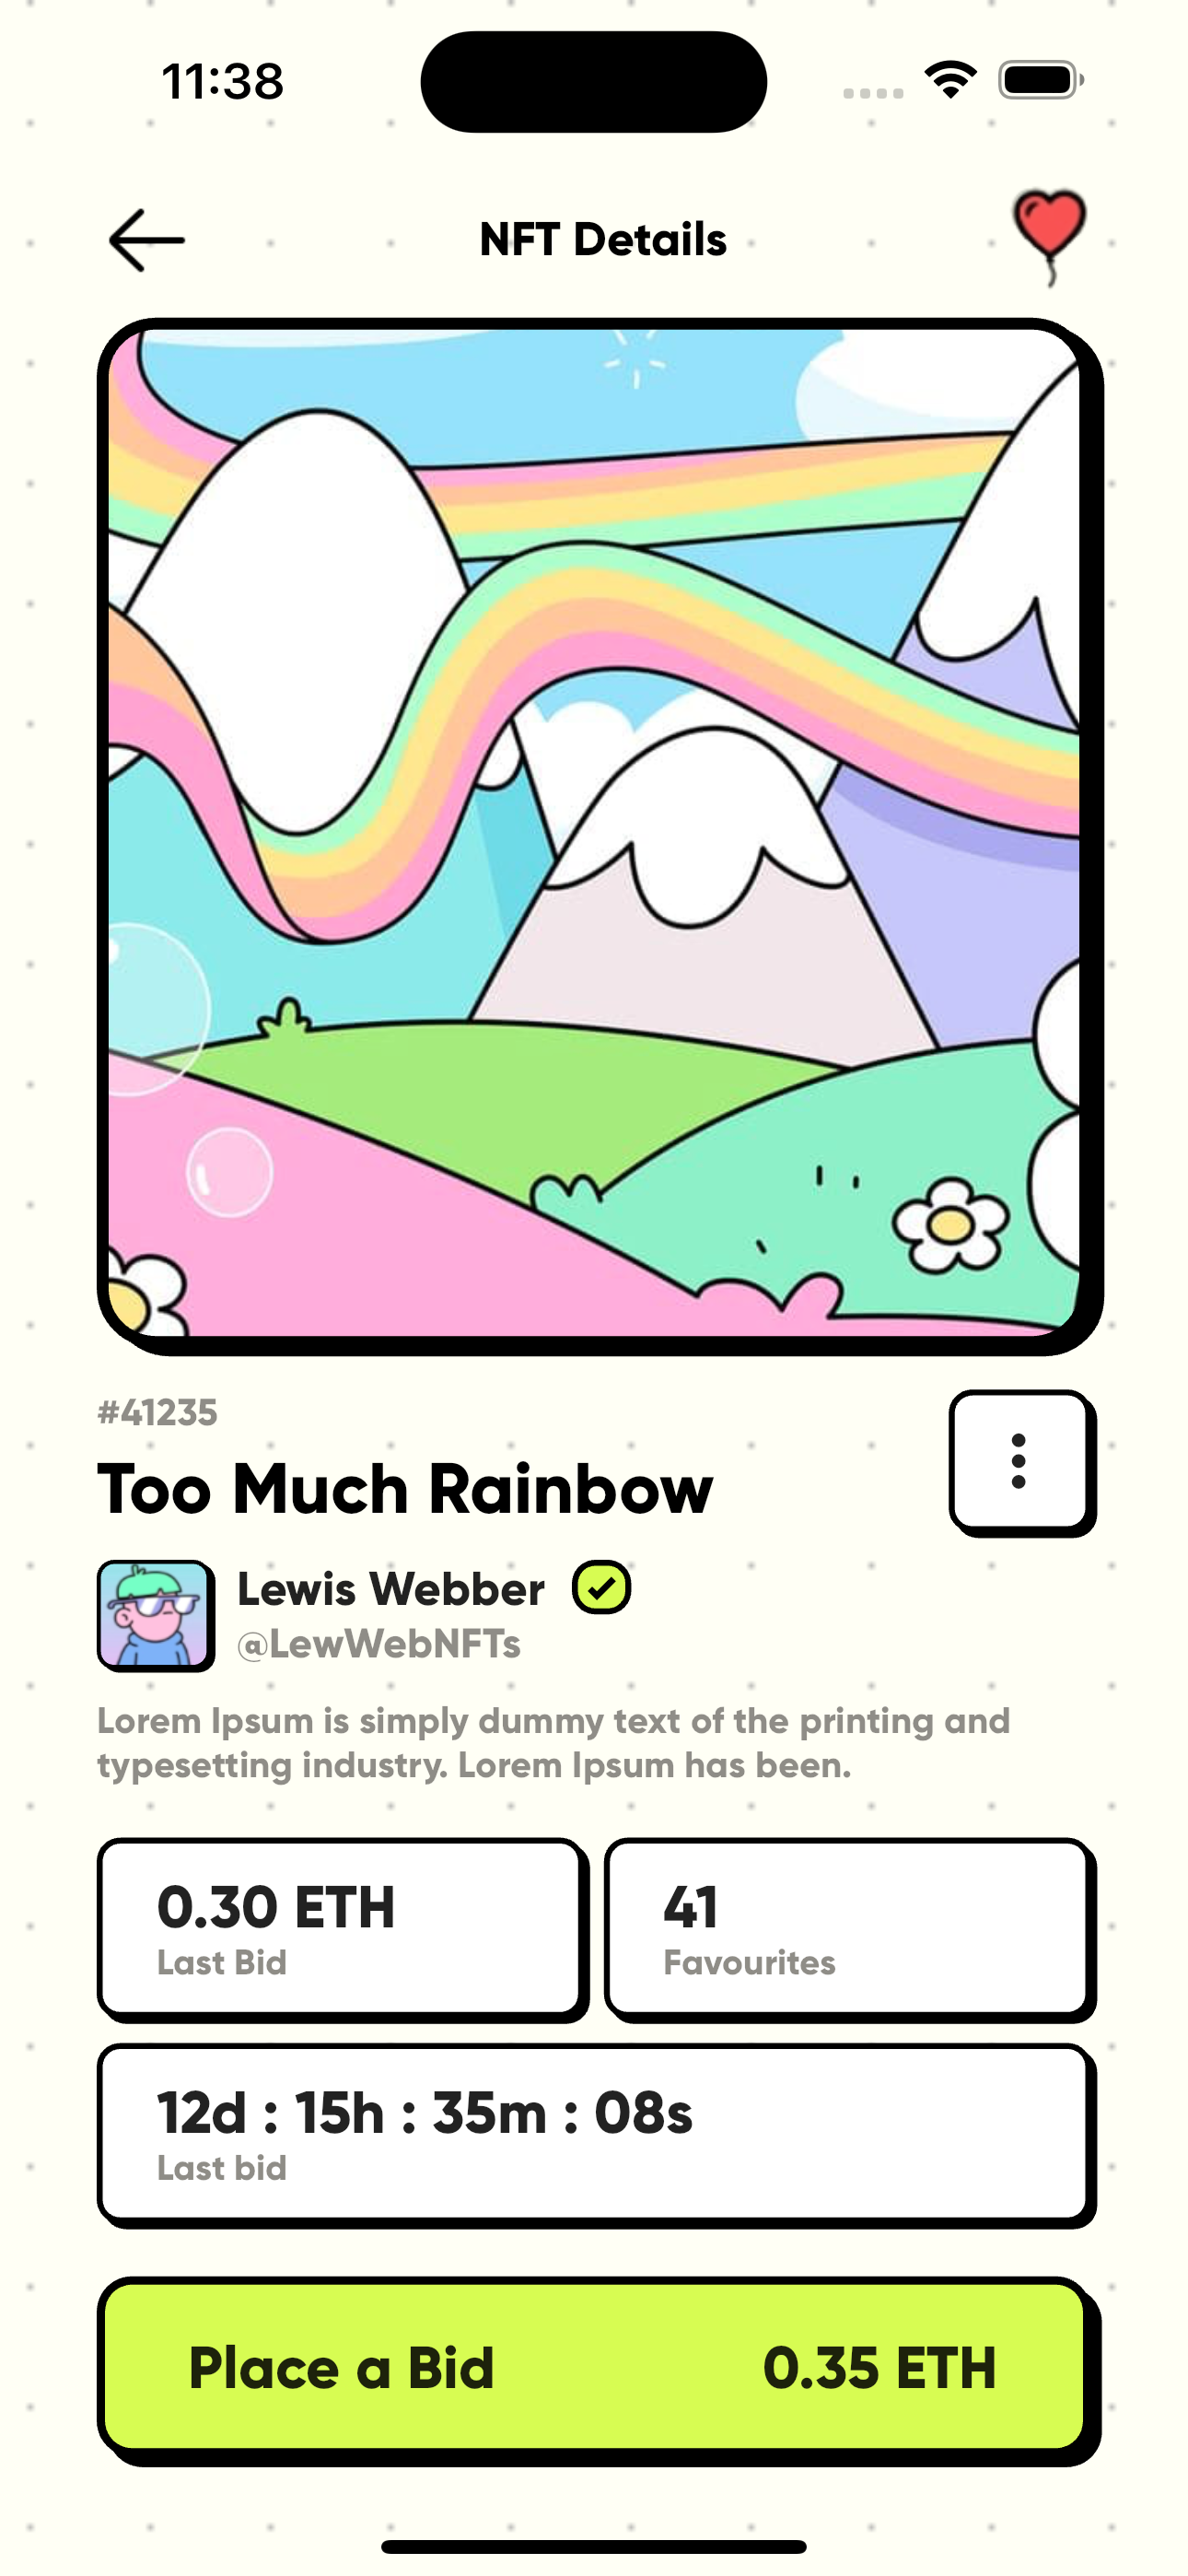 11:38
NFT Details
#41235
Too Much Rainbow
Lewis Webber
@LewWebNFTs
Lorem Ipsum is simply dummy text of the printing and
typesetting industry. Lorem Ipsum has been.
0.30 ETH
Last Bid
41
Favourites
12d : 15h : 35m : 08s
Last bid
Place a Bid
0.35 ETH